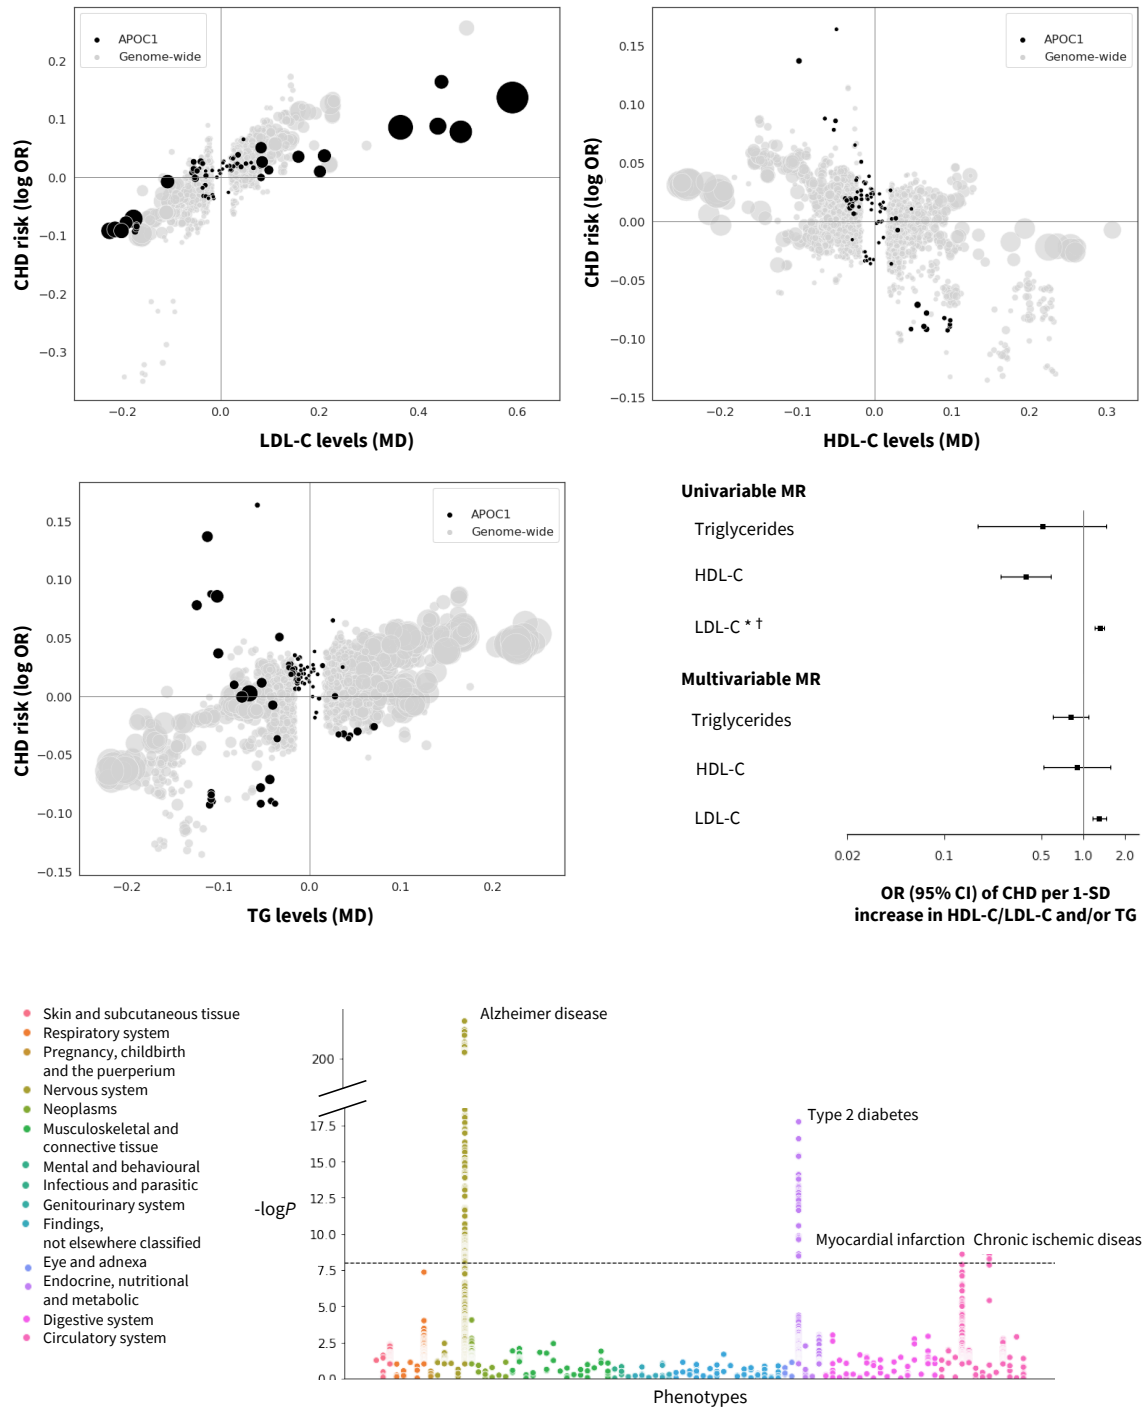 APOC1
Genome-wide
0.2
0.1
0.0
−0.1
−0.2
−0.3
CHD risk (log OR)
−0.2
0.0
0.2
0.4
0.6
LDL-C levels (MD)
APOC1
Genome-wide
0.15
0.10
0.05
0.00
−0.05
−0.10
−0.15
CHD risk (log OR)
−0.2
−0.1
0.0
0.1
0.2
0.3
HDL-C levels (MD)
APOC1
Genome-wide
0.15
0.10
0.05
0.00
−0.05
−0.10
−0.15
CHD risk (log OR)
−0.2
−0.1
0.0
0.1
0.2
TG levels (MD)
Univariable MR
Triglycerides
HDL-C
LDL-C * †
Multivariable MR
Triglycerides
HDL-C
LDL-C
0.02
0.1
0.5
1.0
2.0
OR (95% CI) of CHD per 1-SD
increase in HDL-C/LDL-C and/or TG
Skin and subcutaneous tissue
Respiratory system
Pregnancy, childbirth
and the puerperium
Nervous system
Neoplasms
Musculoskeletal and
connective tissue
Mental and behavioural
Infectious and parasitic
Genitourinary system
Findings,
not elsewhere classified
Eye and adnexa
Endocrine, nutritional
and metabolic
Digestive system
Circulatory system
Alzheimer disease
200
Type 2 diabetes
17.5
15.0
12.5
-logP
10.0
Myocardial infarction
Chronic ischemic diseas
7.5
5.0
2.5
0.0
Phenotypes